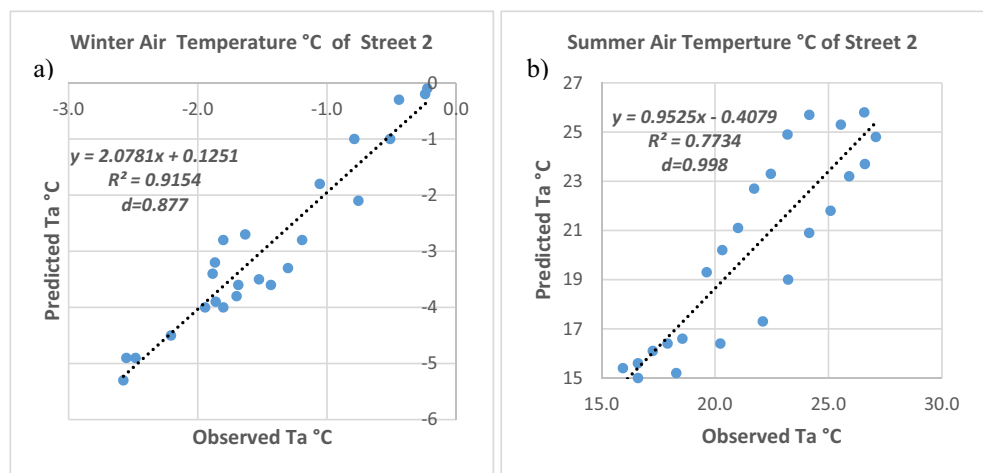 Winter Air Temperature °C of Street 2
a)
-3.0 -2.0 -1.0 0.0
0
-1
-2
-3
-4
-5
-6
y = 2.0781x + 0.1251
R² = 0.9154
d=0.877
Predicted Ta °C
Observed Ta °C
Summer Air Temperture °C of Street 2
b)
27
25
23
21
19
17
15
y = 0.9525x - 0.4079
R² = 0.7734
d=0.998
Predicted Ta °C
15.0 20.0 25.0 30.0
Observed Ta °C